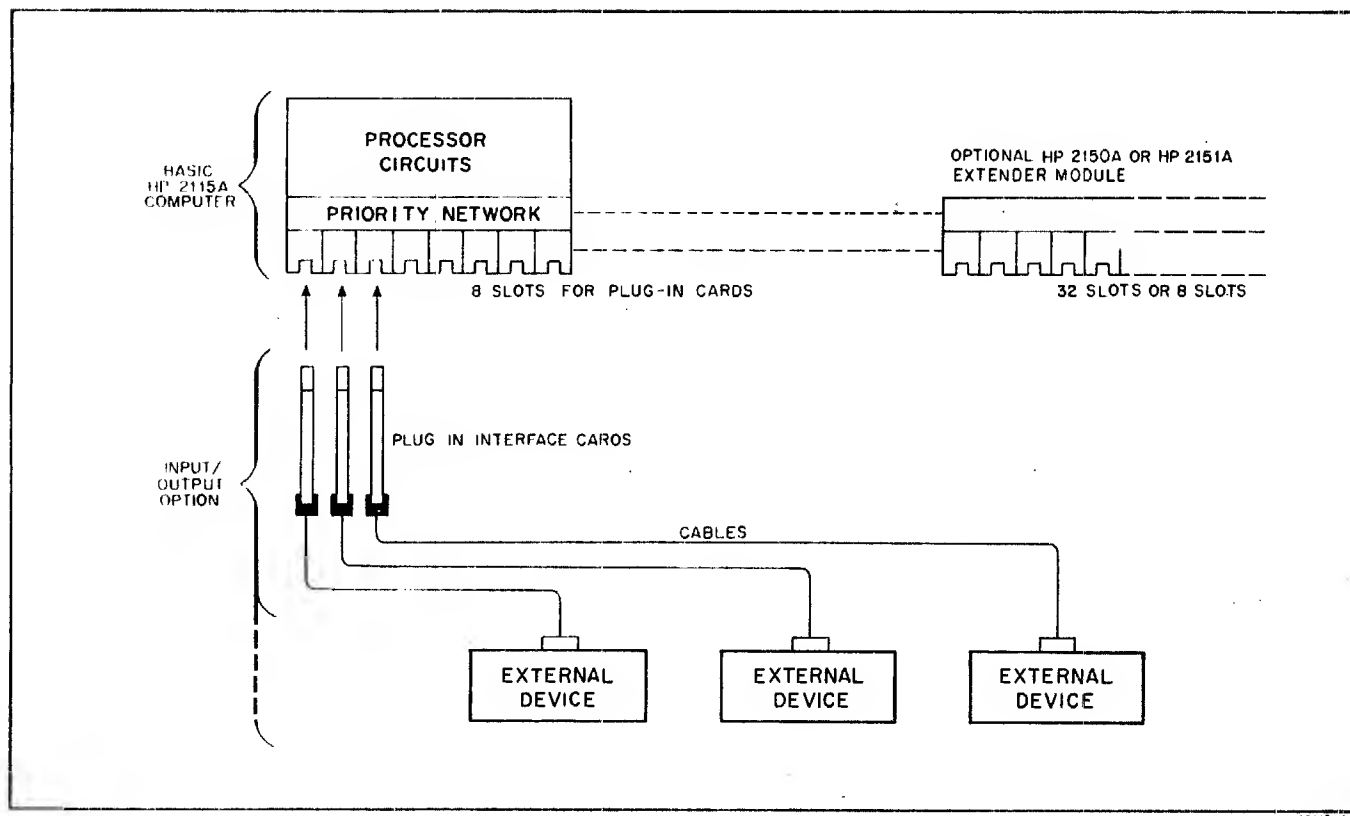 PROCESSOR
CIRCUITS
BASIC
HP 2115A
COMPUTER
PRIORITY NETWORK
8 SLOTS FOR PLUG-IN CARDS
OPTIONAL HP 2150A OR HP 2151A
EXTENDER MODULE
32 SLOTS OR 8 SLOTS
PLUG IN INTERFACE CARDS
INPUT/
OUTPUT
OPTION
CABLES
EXTERNAL
DEVICE
EXTERNAL
DEVICE
EXTERNAL
DEVICE